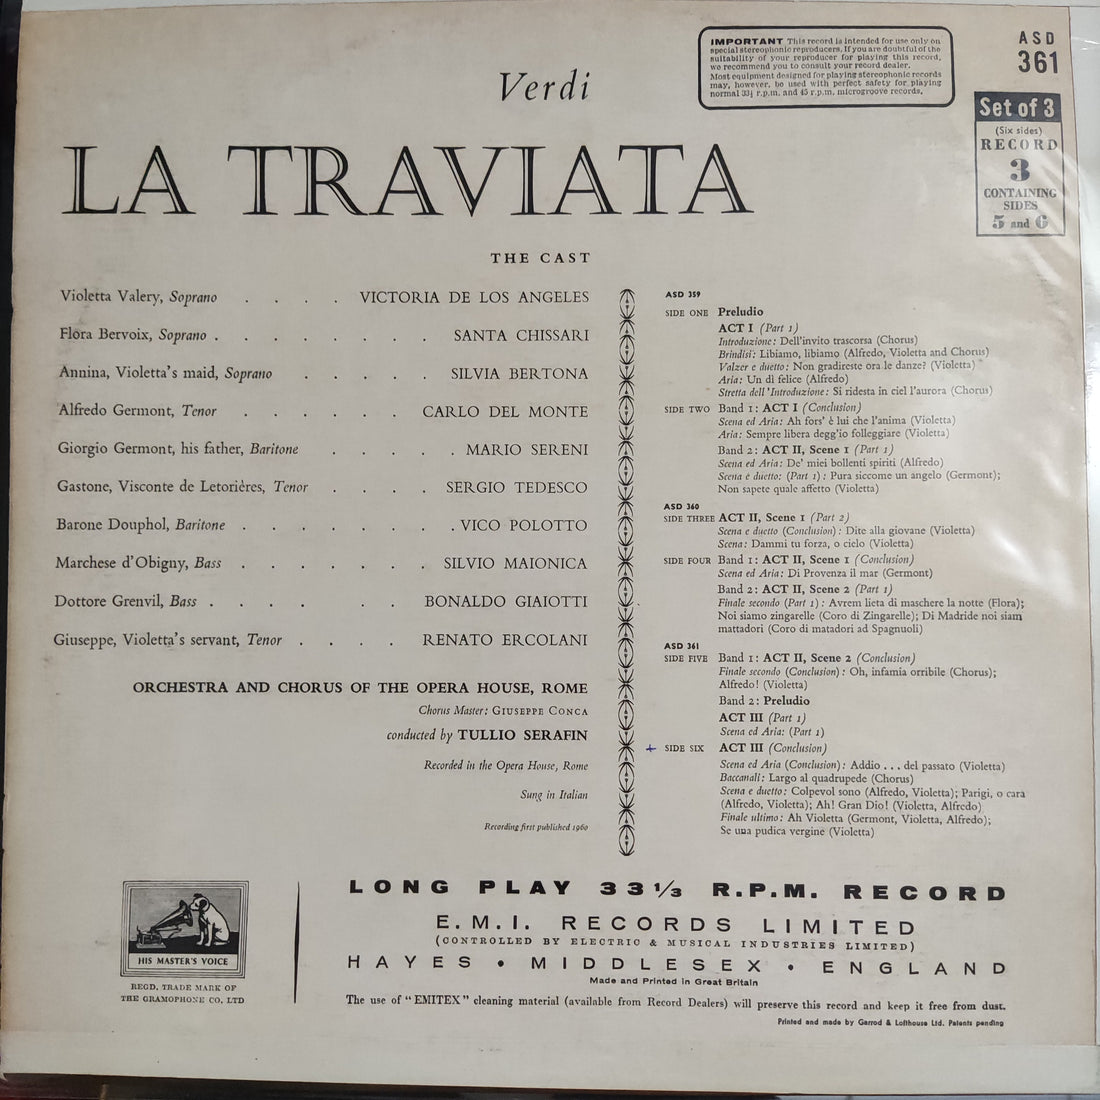 IMPORTANT This record is intended for use only on
special stereophonic reproducers. If you are doubtful of the
suitability of your reproducer for playing this record,
we recommend you to consult your record dealer.
Most equipment designed for playing stereophonic records
may, however, be used with perfect safety for playing
normal 33⅓ r.p.m. and 45 r.p.m. microgroove records.
ASD
361
Set of 3
(Six sides)
RECORD
3
CONTAINING
SIDES
5 and 6
Verdi
LA TRAVIATA
THE CAST
Violetta Valery, Soprano . . . . VICTORIA DE LOS ANGELES
Flora Bervoix, Soprano . . . . . . . . SANTA CHISSARI
Annina, Violetta's maid, Soprano . . . . . SILVIA BERTONA
Alfredo Germont, Tenor . . . . . . CARLO DEL MONTE
Giorgio Germont, his father, Baritone . . . . . MARIO SERENI
Gastone, Visconte de Letorières, Tenor . . . . SERGIO TEDESCO
Barone Douphol, Baritone . . . . . . . . VICO POLOTTO
Marchese d'Obigny, Bass . . . . . . . SILVIO MAIONICA
Dottore Grenvil, Bass . . . . . . BONALDO GIAIOTTI
Giuseppe, Violetta's servant, Tenor . . . . RENATO ERCOLANI
ORCHESTRA AND CHORUS OF THE OPERA HOUSE, ROME
Chorus Master: GIUSEPPE CONCA
conducted by TULLIO SERAFIN
Recorded in the Opera House, Rome
Sung in Italian
Recording first published 1960
ASD 359
SIDE ONE Preludio
ACT I (Part 1)
Introduzione: Dell'invito trascorsa (Chorus)
Brindisi: Libiamo, libiamo (Alfredo, Violetta and Chorus)
Valzer e duetto: Non gradireste ora le danze? (Violetta)
Aria: Un dì felice (Alfredo)
Stretta dell'Introduzione: Si ridesta in ciel l'aurora (Chorus)
SIDE TWO Band 1: ACT I (Conclusion)
Scena ed Aria: Ah fors' è lui che l'anima (Violetta)
Aria: Sempre libera degg'io folleggiare (Violetta)
Band 2: ACT II, Scene 1 (Part 1)
Scena ed Aria: De' miei bollenti spiriti (Alfredo)
Scena e duetto: (Part 1): Pura siccome un angelo (Germont);
Non sapete quale affetto (Violetta)
ASD 360
SIDE THREE ACT II, Scene 1 (Part 2)
Scena e duetto (Conclusion): Dite alla giovane (Violetta)
Scena: Dammi tu forza, o cielo (Violetta)
SIDE FOUR Band 1: ACT II, Scene 1 (Conclusion)
Scena ed Aria: Di Provenza il mar (Germont)
Band 2: ACT II, Scene 2 (Part 1)
Finale secondo (Part 1): Avrem lieta di maschere la notte (Flora);
Noi siamo zingarelle (Coro di Zingarelle); Di Madride noi siam
mattadori (Coro di matadori ad Spagnuoli)
ASD 361
SIDE FIVE Band 1: ACT II, Scene 2 (Conclusion)
Finale secondo (Conclusion): Oh, infamia orribile (Chorus);
Alfredo! (Violetta)
Band 2: Preludio
ACT III (Part 1)
Scena ed Aria: (Part 1)
+ SIDE SIX ACT III (Conclusion)
Scena ed Aria (Conclusion): Addio . . . del passato (Violetta)
Baccanali: Largo al quadrupede (Chorus)
Scena e duetto: Colpevol sono (Alfredo, Violetta); Parigi, o cara
(Alfredo, Violetta); Ah! Gran Dio! (Violetta, Alfredo)
Finale ultimo: Ah Violetta (Germont, Violetta, Alfredo);
Se una pudica vergine (Violetta)
HIS MASTER'S VOICE
REGD. TRADE MARK OF
THE GRAMOPHONE CO. LTD
LONG PLAY 33⅓ R.P.M. RECORD
E.M.I. RECORDS LIMITED
(CONTROLLED BY ELECTRIC & MUSICAL INDUSTRIES LIMITED)
HAYES • MIDDLESEX • ENGLAND
Made and Printed in Great Britain
The use of "EMITEX" cleaning material (available from Record Dealers) will preserve this record and keep it free from dust.
Printed and made by Garrod & Lofthouse Ltd. Patents pending